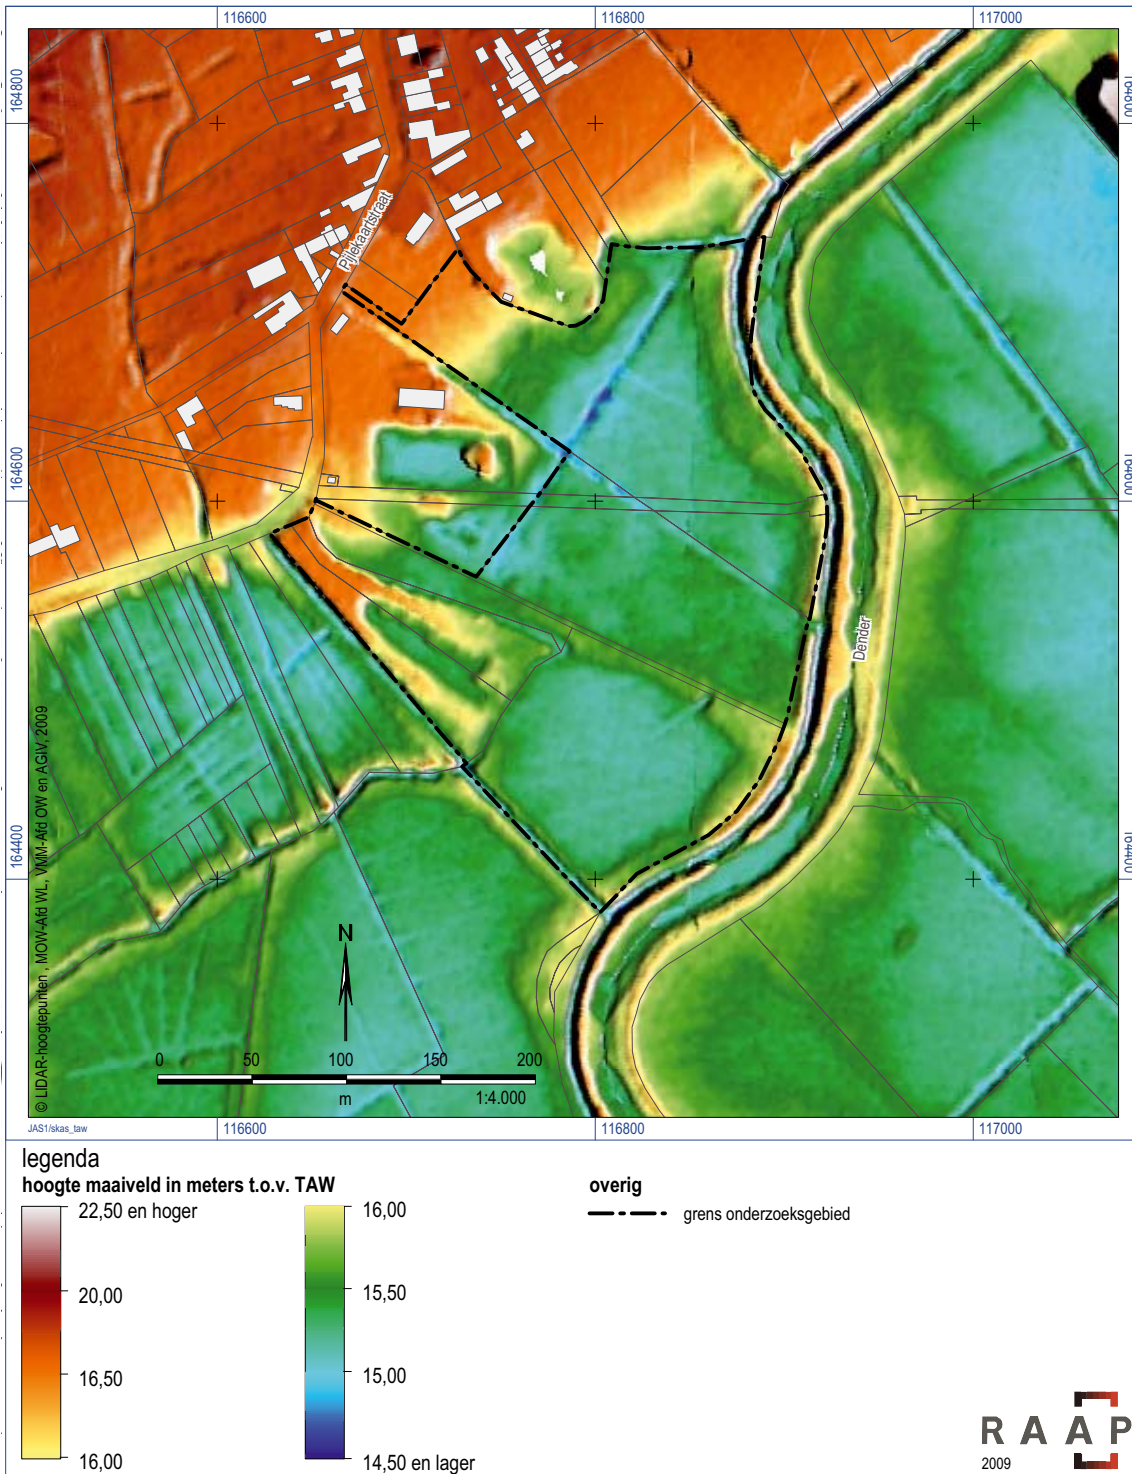 116600
116800
117000
164800
164800
Pijlekaartstraat
164600
164600
Dender
164400
164400
© LIDAR-hoogtepunten , MOW-Afd WL, VMM-Afd OW en AGIV, 2009
N
0 50 100 150 200
m 1:4.000
JAS1/skas_taw
116600
116800
117000
legenda
hoogte maaiveld in meters t.o.v. TAW
22,50 en hoger
20,00
16,50
16,00
16,00
15,50
15,00
14,50 en lager
overig
grens onderzoeksgebied
RAAP
2009